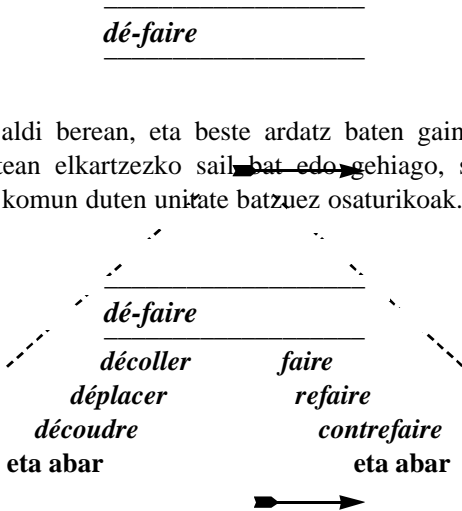 dé-faire
aldi berean, eta beste ardatz baten gain
tean elkartzezko sail bat edo gehiago, s
komun duten unitate batzuez osaturikoak.
dé-faire
décoller faire
déplacer refaire
découdre contrefaire
eta abar eta abar